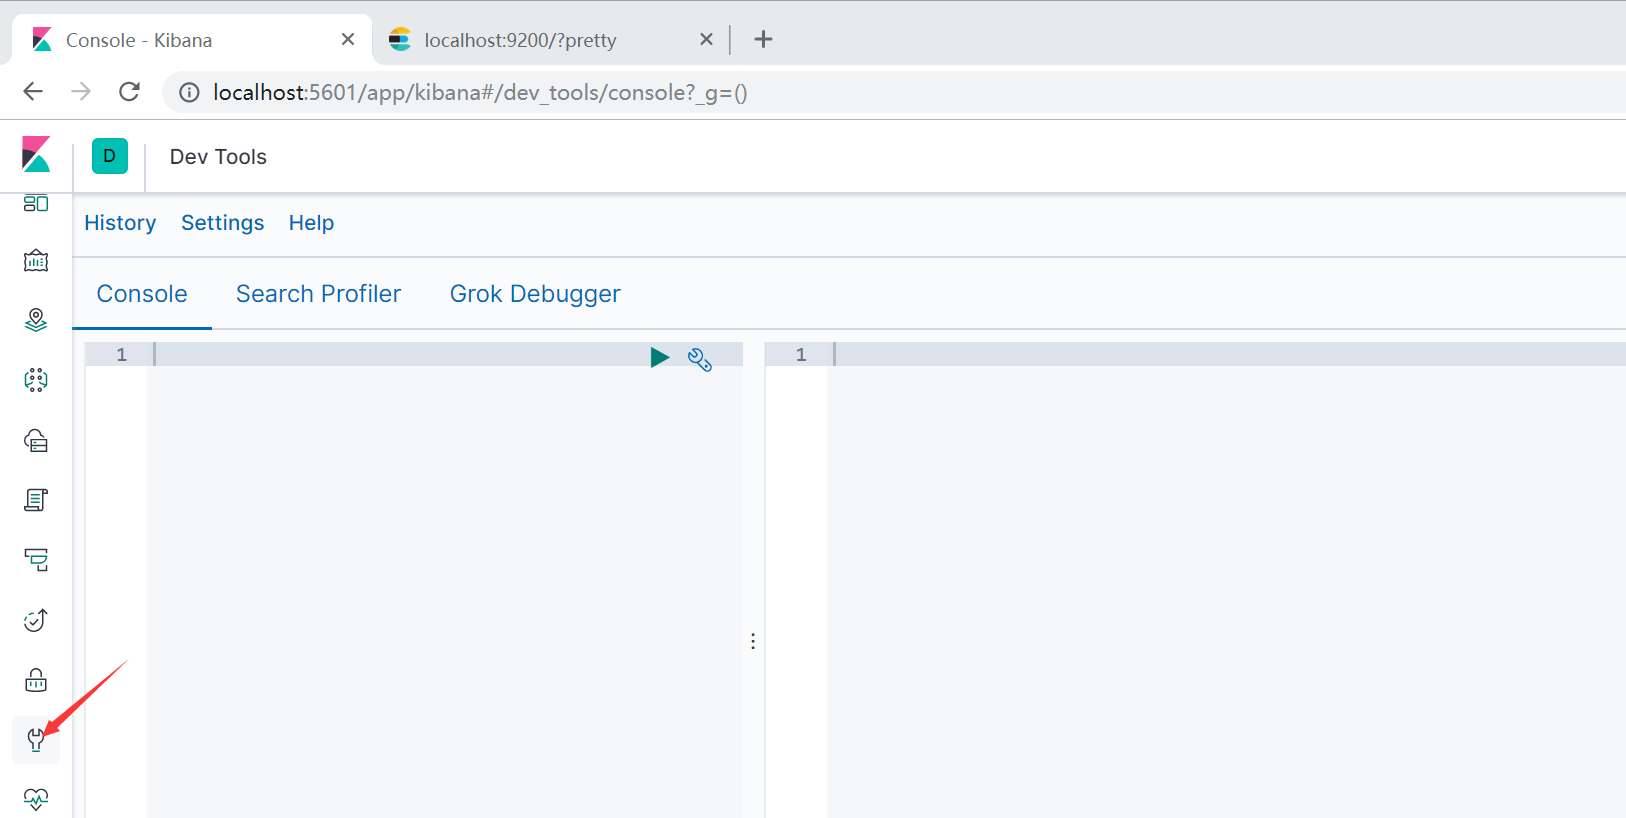 Console - Kibana
localhost:9200/?pretty
localhost:5601/app/kibana#/dev_tools/console?_g=()
D
Dev Tools
History Settings Help
Console Search Profiler Grok Debugger
1
1